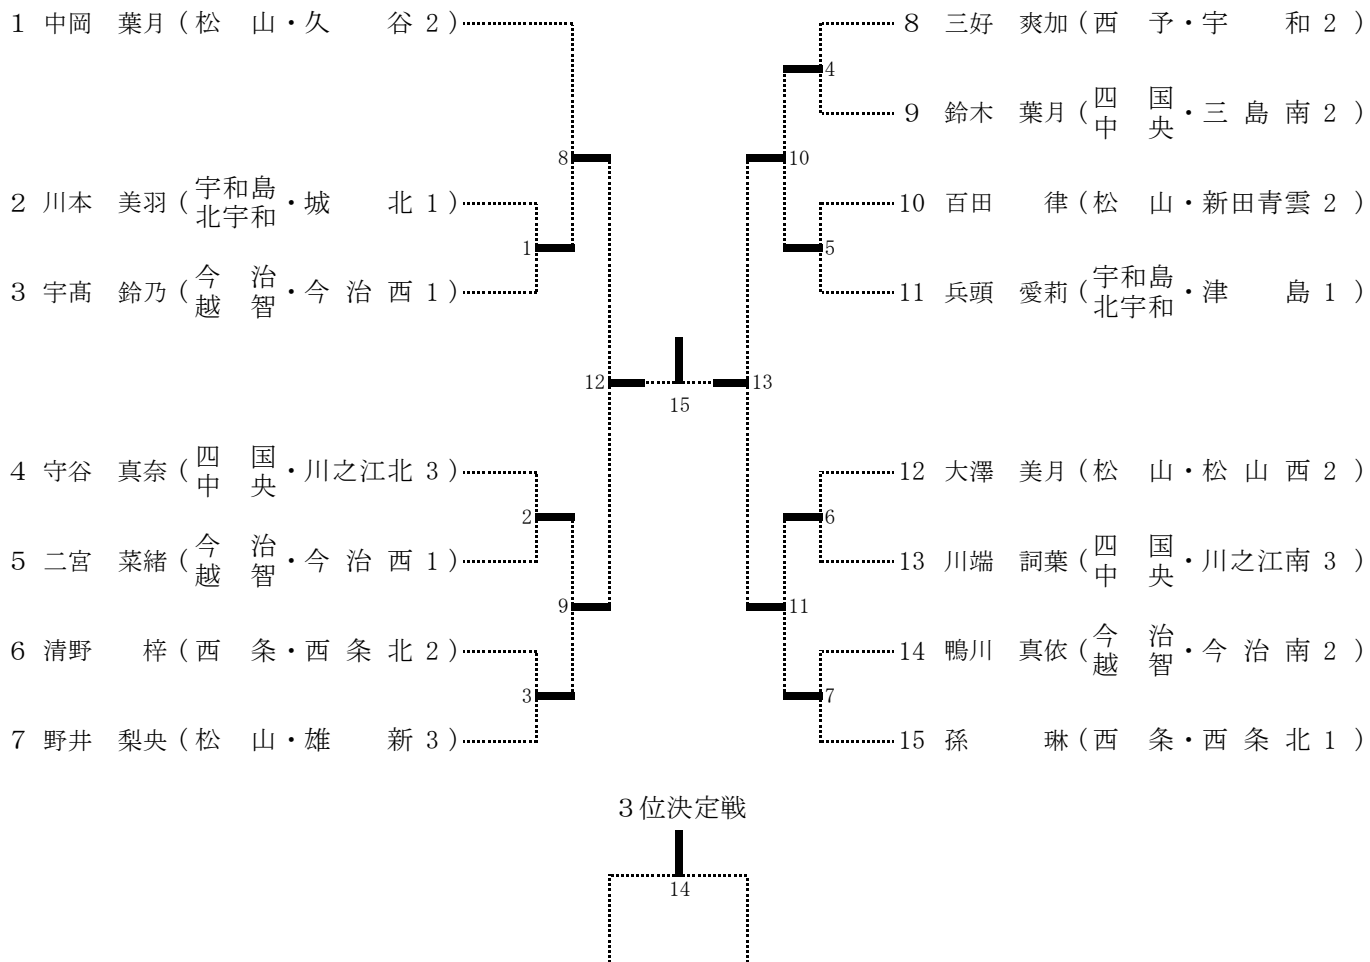 1 中岡 葉月 ( 松 山 ・ 久 谷 2 )
8
2 川本 美羽 ( 宇和島 北宇和 ・ 城 北 1 )
1
3 宇髙 鈴乃 ( 今治 越智 ・ 今 治 西 1 )
12
4 守谷 真奈 ( 四国 中央 ・ 川之江北 3 )
2
5 二宮 菜緒 ( 今治 越智 ・ 今 治 西 1 )
9
6 清野 梓 ( 西 条 ・ 西 条 北 2 )
3
7 野井 梨央 ( 松 山 ・ 雄 新 3 )
15
8 三好 爽加 ( 西 予 ・ 宇 和 2 )
4
9 鈴木 葉月 ( 四国 中央 ・ 三 島 南 2 )
10
10 百田 律 ( 松 山 ・ 新田青雲 2 )
5
11 兵頭 愛莉 ( 宇和島 北宇和 ・ 津 島 1 )
13
12 大澤 美月 ( 松 山 ・ 松 山 西 2 )
6
13 川端 詞葉 ( 四国 中央 ・ 川之江南 3 )
11
14 鴨川 真依 ( 今治 越智 ・ 今 治 南 2 )
7
15 孫 琳 ( 西 条 ・ 西 条 北 1 )
3位決定戦
14